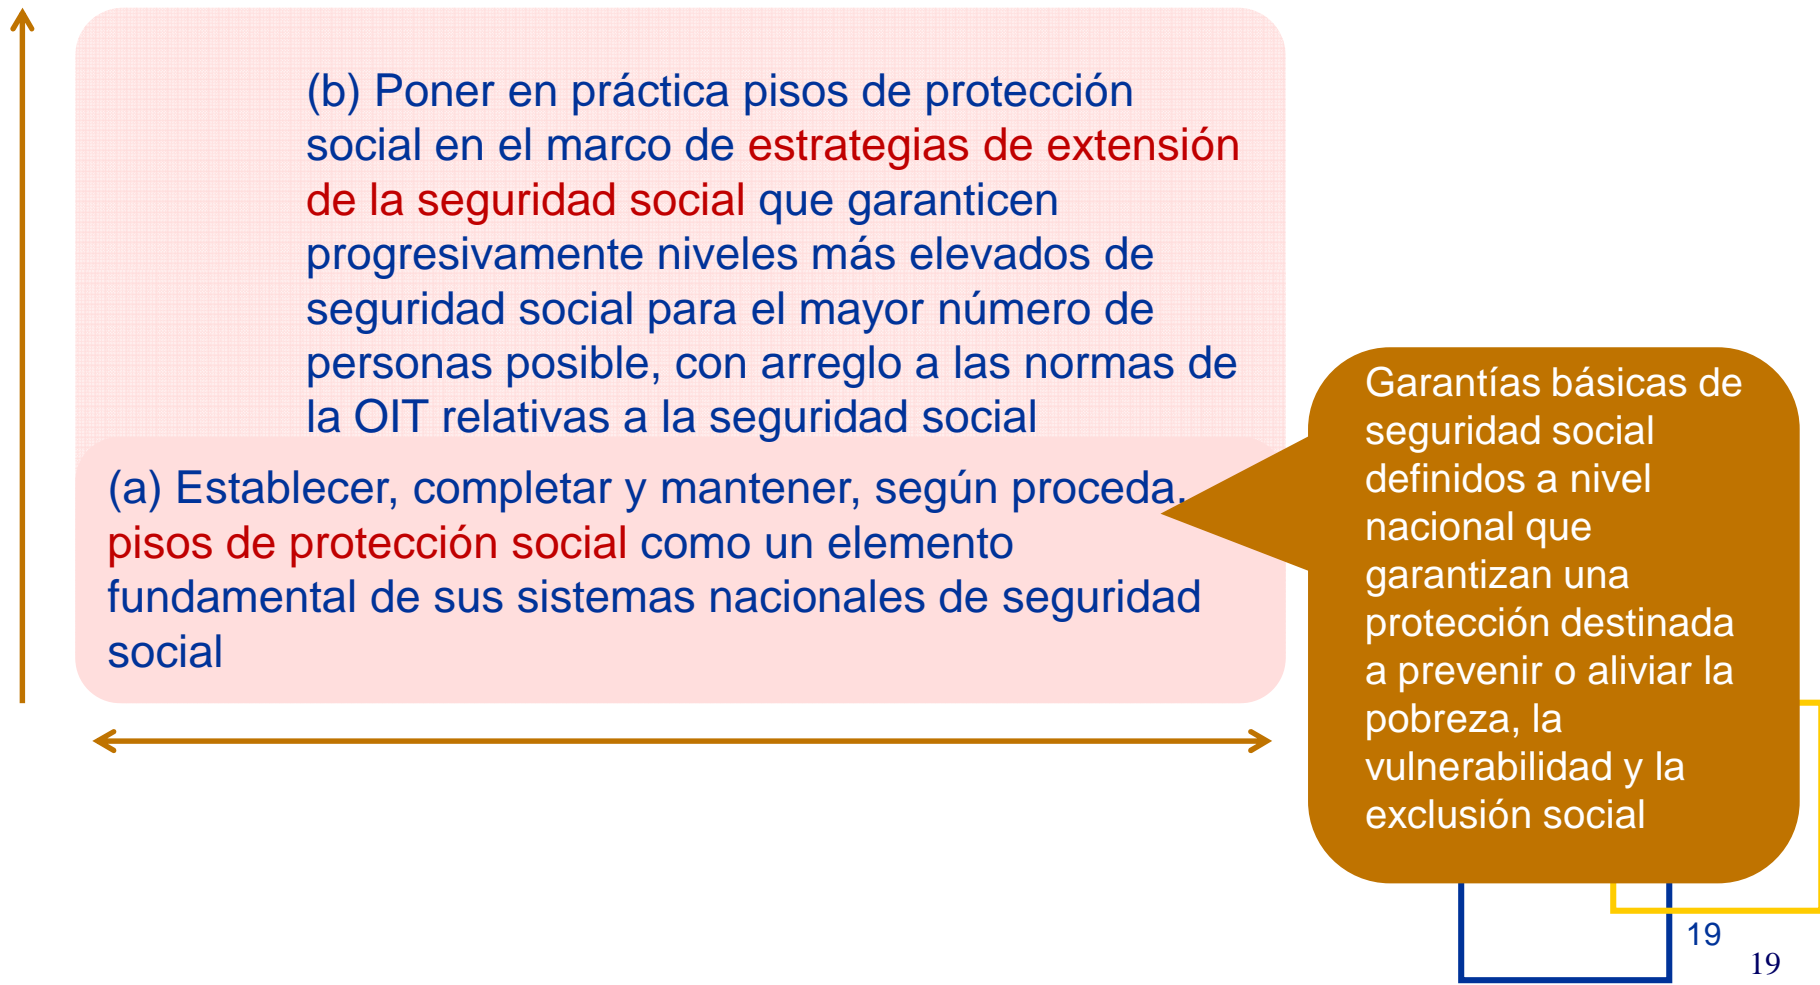 (b) Poner en práctica pisos de protección
social en el marco de estrategias de extensión
de la seguridad social que garanticen
progresivamente niveles más elevados de
seguridad social para el mayor número de
personas posible, con arreglo a las normas de
la OIT relativas a la seguridad social
(a) Establecer, completar y mantener, según proceda,
pisos de protección social como un elemento
fundamental de sus sistemas nacionales de seguridad
social
Garantías básicas de
seguridad social
definidos a nivel
nacional que
garantizan una
protección destinada
a prevenir o aliviar la
pobreza, la
vulnerabilidad y la
exclusión social
19
19